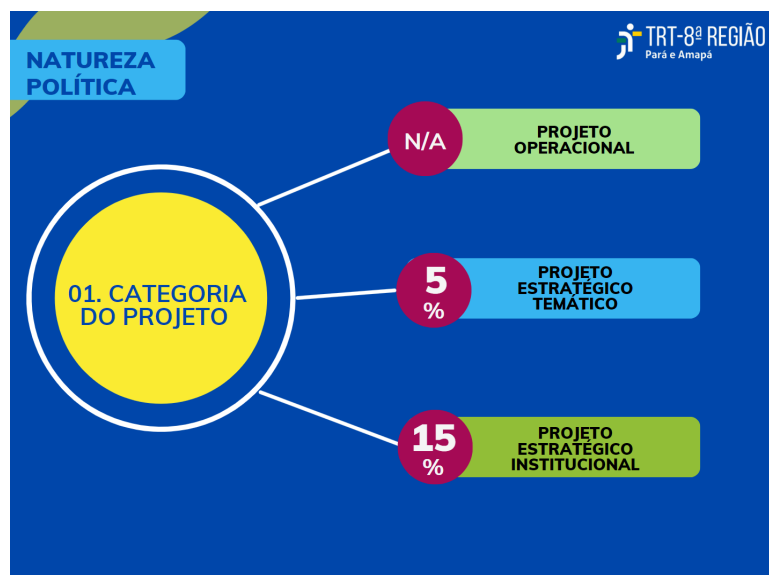 NATUREZA
POLÍTICA
TRT-8ª REGIÃO
Pará e Amapá
N/A
PROJETO
OPERACIONAL
01. CATEGORIA
DO PROJETO
5
%
PROJETO
ESTRATÉGICO
TEMÁTICO
15
%
PROJETO
ESTRATÉGICO
INSTITUCIONAL